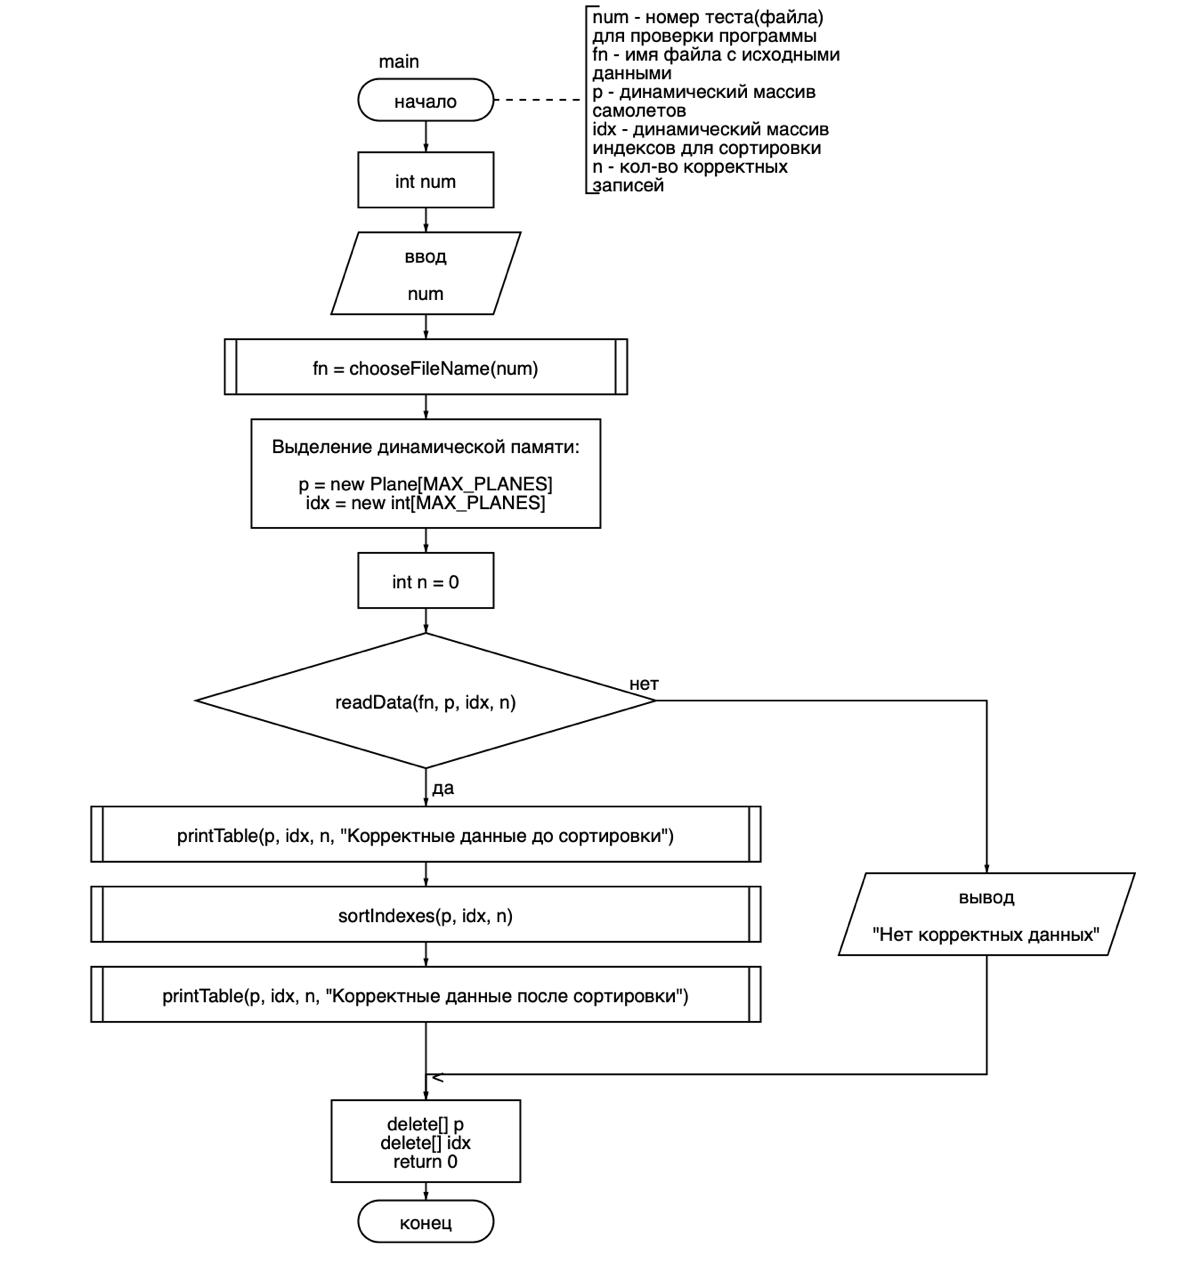 num - номер теста(файла)
для проверки программы
fn - имя файла с исходными
данными
p - динамический массив
самолетов
idx - динамический массив
индексов для сортировки
n - кол-во корректных
записей
main
начало
int num
ввод
num
fn = chooseFileName(num)
Выделение динамической памяти:
p = new Plane[MAX_PLANES]
idx = new int[MAX_PLANES]
int n = 0
readData(fn, p, idx, n)
нет
да
printTable(p, idx, n, "Корректные данные до сортировки")
sortIndexes(p, idx, n)
printTable(p, idx, n, "Корректные данные после сортировки")
вывод
"Нет корректных данных"
delete[] p
delete[] idx
return 0
конец